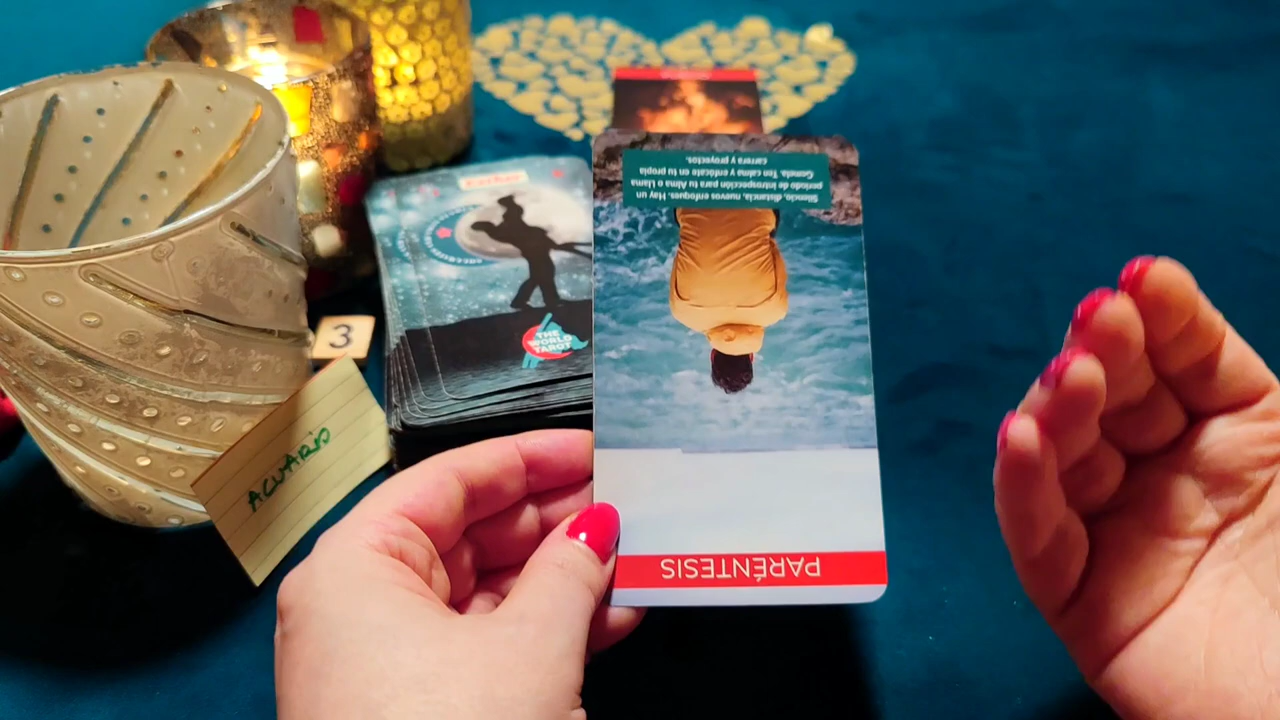 3
ACUARIO
THE
WORLD
TAROT
PARÉNTESIS
Silencio, distancia, nuevos enfoques. Hay un
periodo de introspección para tu Alma o Llama
Gemela. Ten calma y enfócate en tu propia
carrera y proyectos.